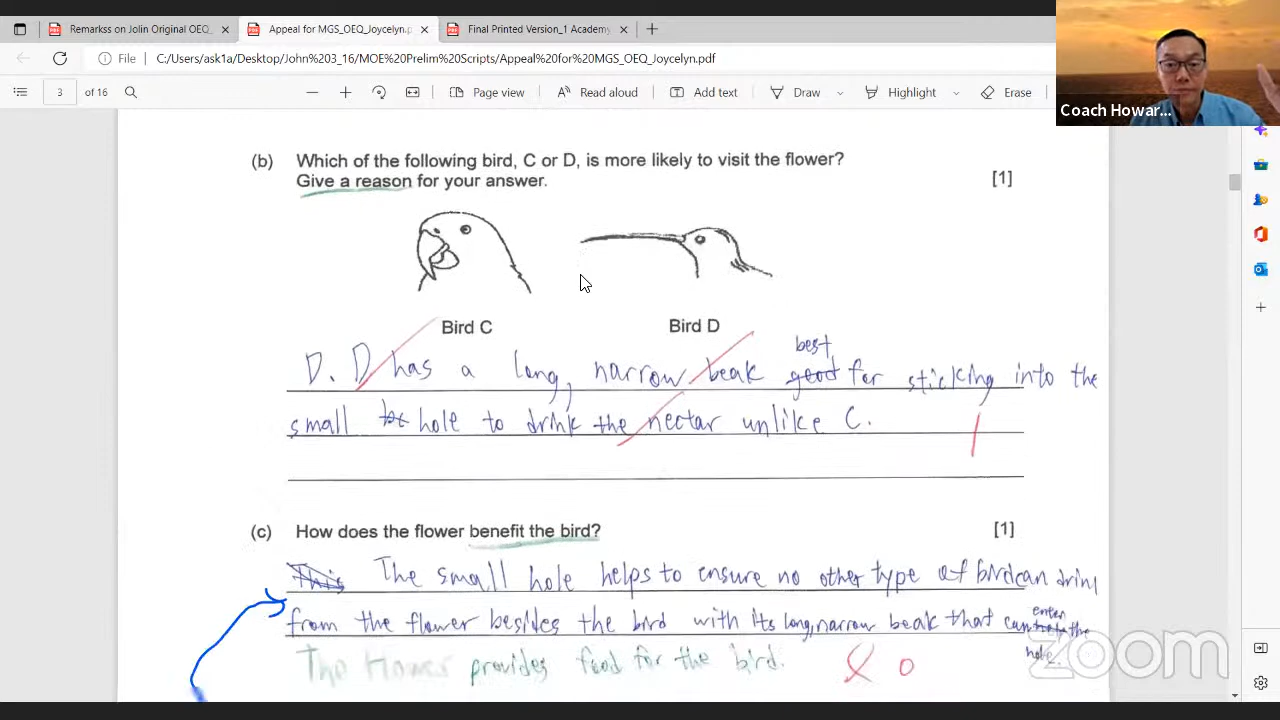 Remarkss on Jolin Original OEQ_
Appeal for MGS_OEQ_Joycelyn.p
Final Printed Version_1 Academy
File C:/Users/ask1a/Desktop/John%203_16/MOE%20Prelim%20Scripts/Appeal%20for%20MGS_OEQ_Joycelyn.pdf
3 of 16 Page view Read aloud Add text Draw Highlight Erase
Coach Howar...
(b) Which of the following bird, C or D, is more likely to visit the flower?
Give a reason for your answer. [1]
Bird C Bird D
best
D. D has a long, narrow beak good for sticking into the
small hole to drink the nectar unlike C. 1
(c) How does the flower benefit the bird? [1]
This The small hole helps to ensure no other type of bird can drink
enter
from the flower besides the bird with its long, narrow beak that can the
hole.
The flower provides food for the bird. 0
zoom